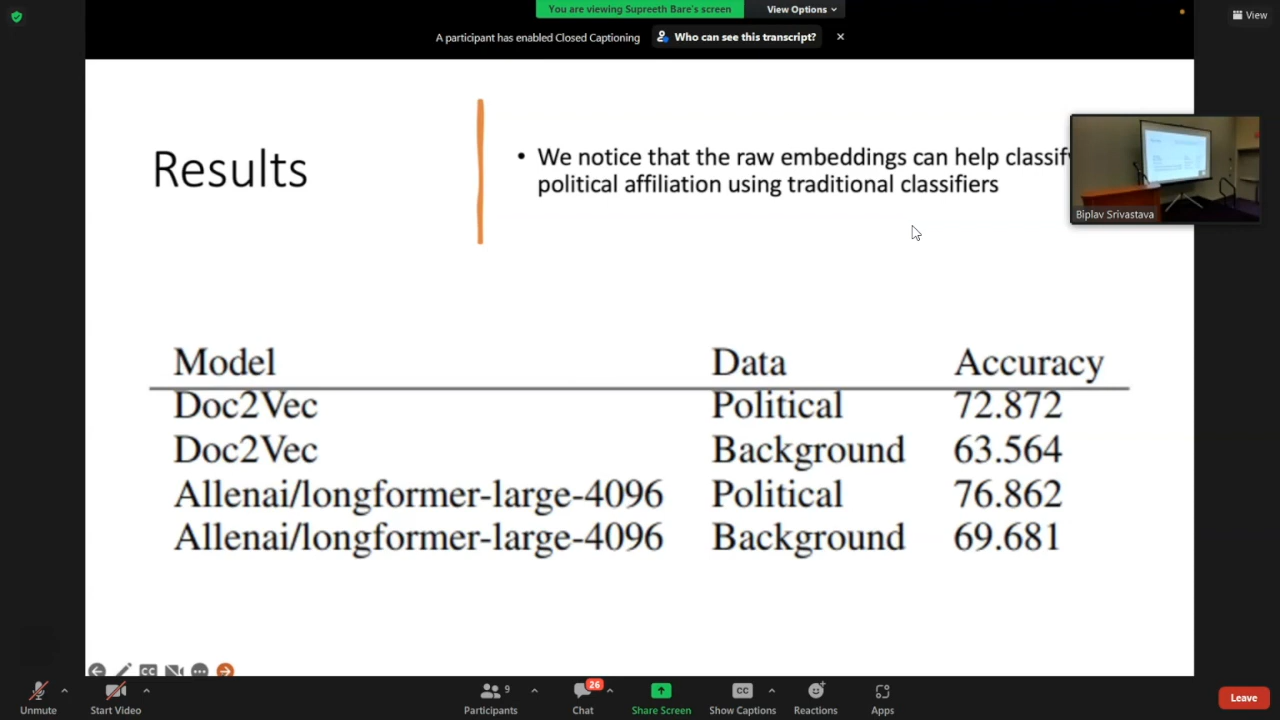 You are viewing Supreeth Bare's screen
View Options
View
A participant has enabled Closed Captioning
Who can see this transcript?
Results
• We notice that the raw embeddings can help classify
political affiliation using traditional classifiers
Biplav Srivastava
Model Data Accuracy
Doc2Vec Political 72.872
Doc2Vec Background 63.564
Allenai/longformer-large-4096 Political 76.862
Allenai/longformer-large-4096 Background 69.681
CC
Unmute
Start Video
9
Participants
26
Chat
Share Screen
CC
Show Captions
Reactions
Apps
Leave